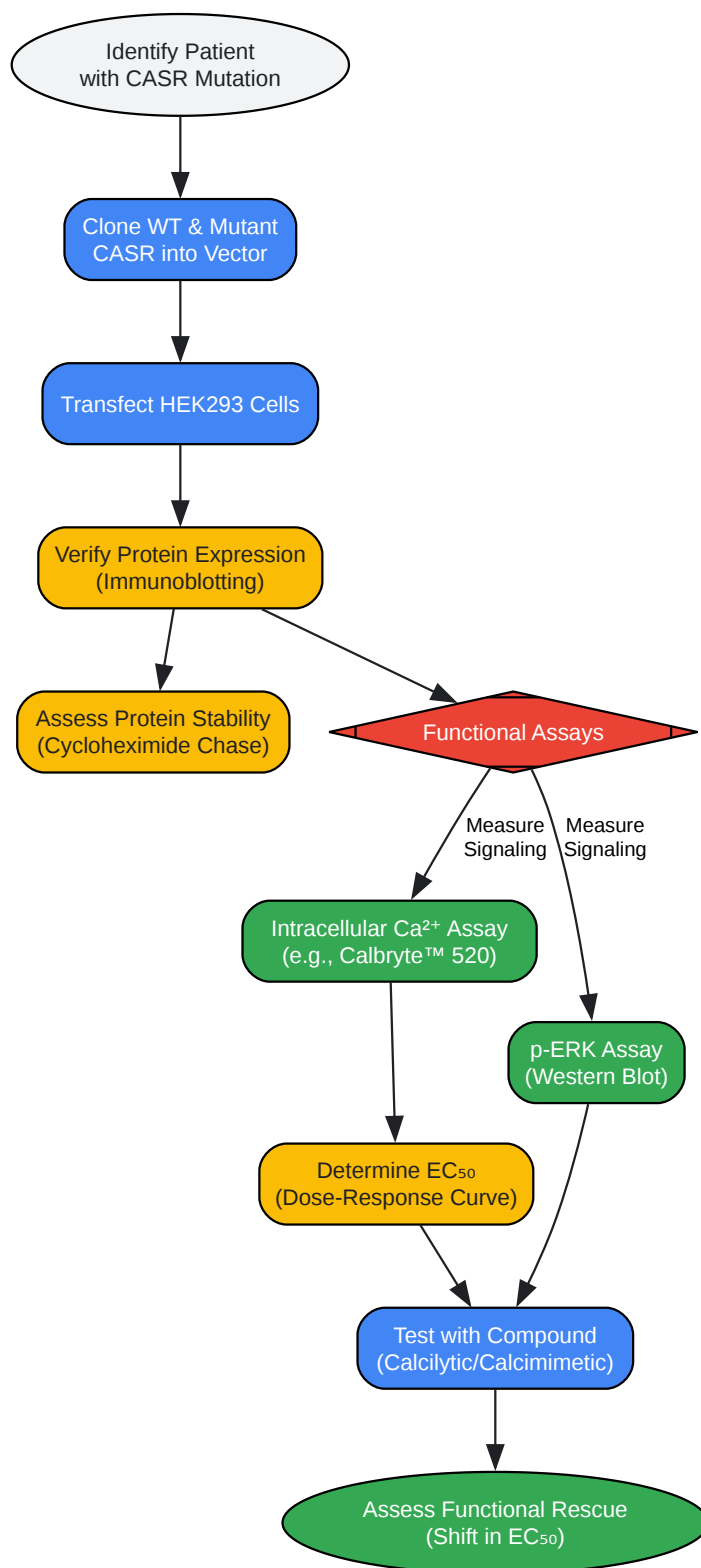 Identify Patient
with CASR Mutation
Clone WT & Mutant
CASR into Vector
Transfect HEK293 Cells
Verify Protein Expression
(Immunoblotting)
Assess Protein Stability
(Cycloheximide Chase)
Functional Assays
Measure
Signaling
Measure
Signaling
Intracellular Ca²⁺ Assay
(e.g., Calbryte™ 520)
p-ERK Assay
(Western Blot)
Determine EC₅₀
(Dose-Response Curve)
Test with Compound
(Calcilytic/Calcimimetic)
Assess Functional Rescue
(Shift in EC₅₀)